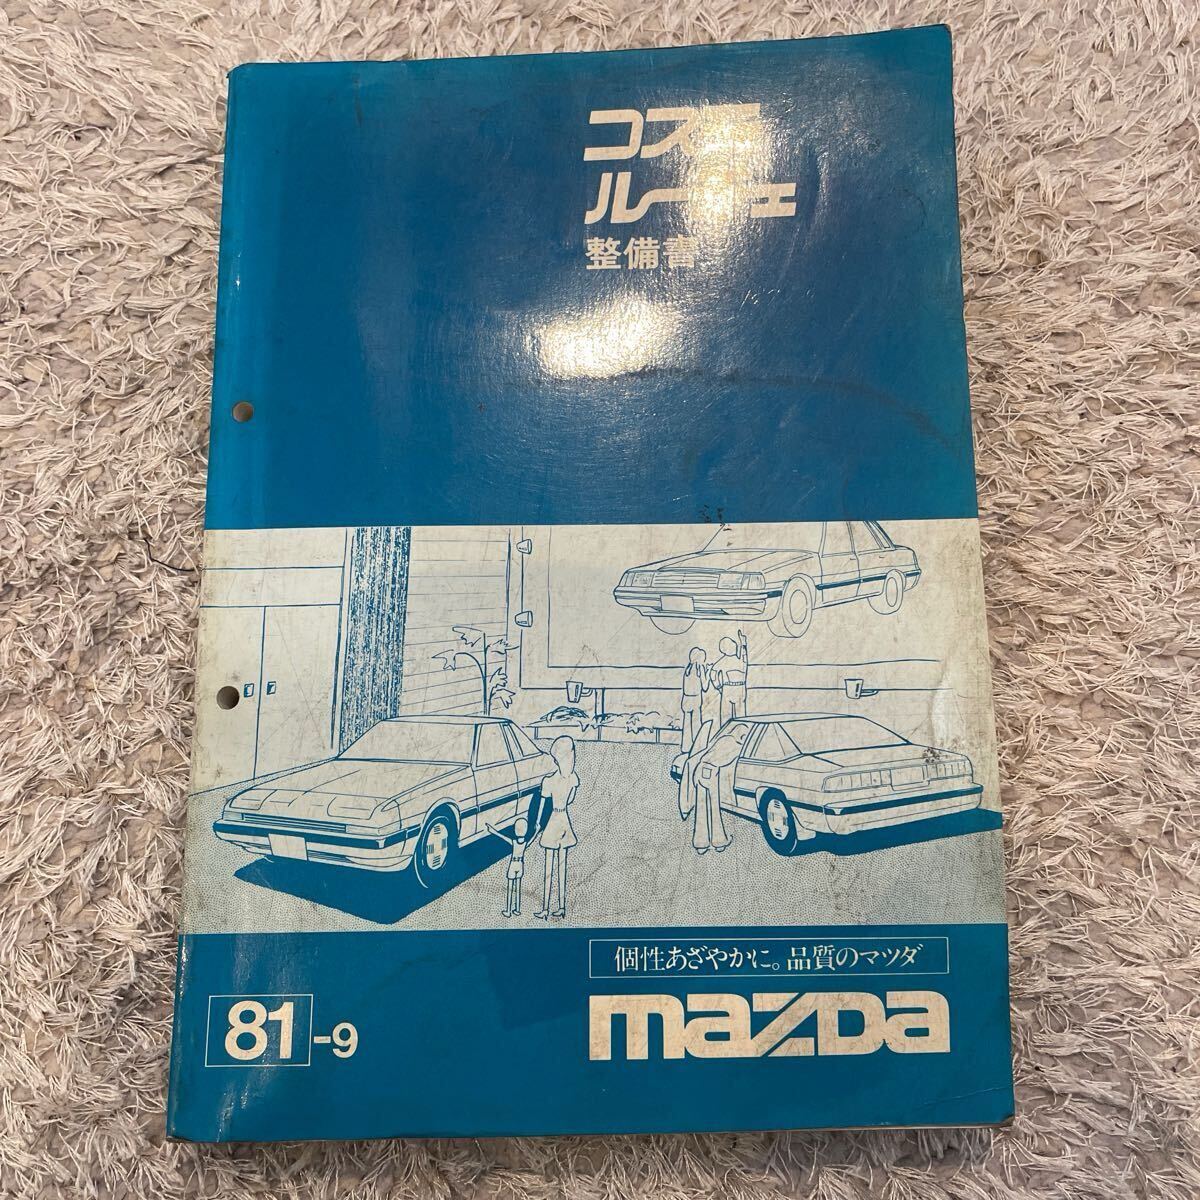 コスモ
ルーチェ
整備書
個性あざやかに。品質のマツダ
81-9
mazDa